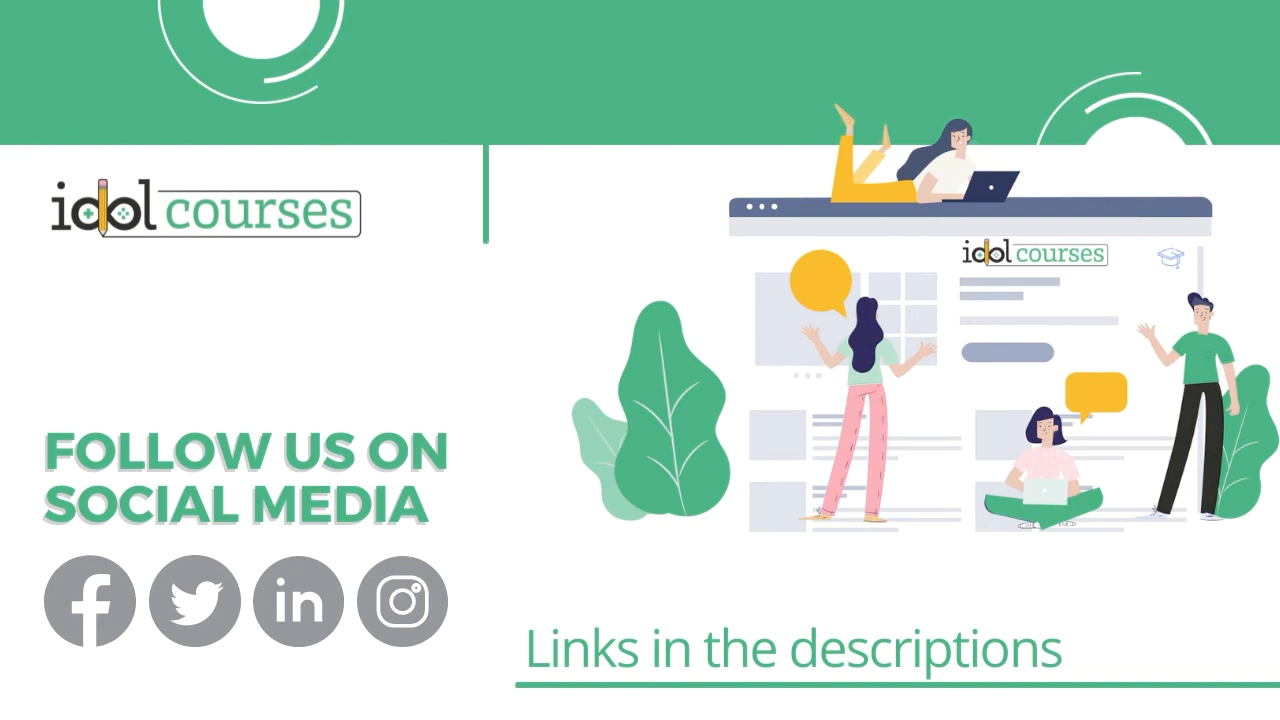 idol courses
idol courses
FOLLOW US ON
SOCIAL MEDIA
in
Links in the descriptions